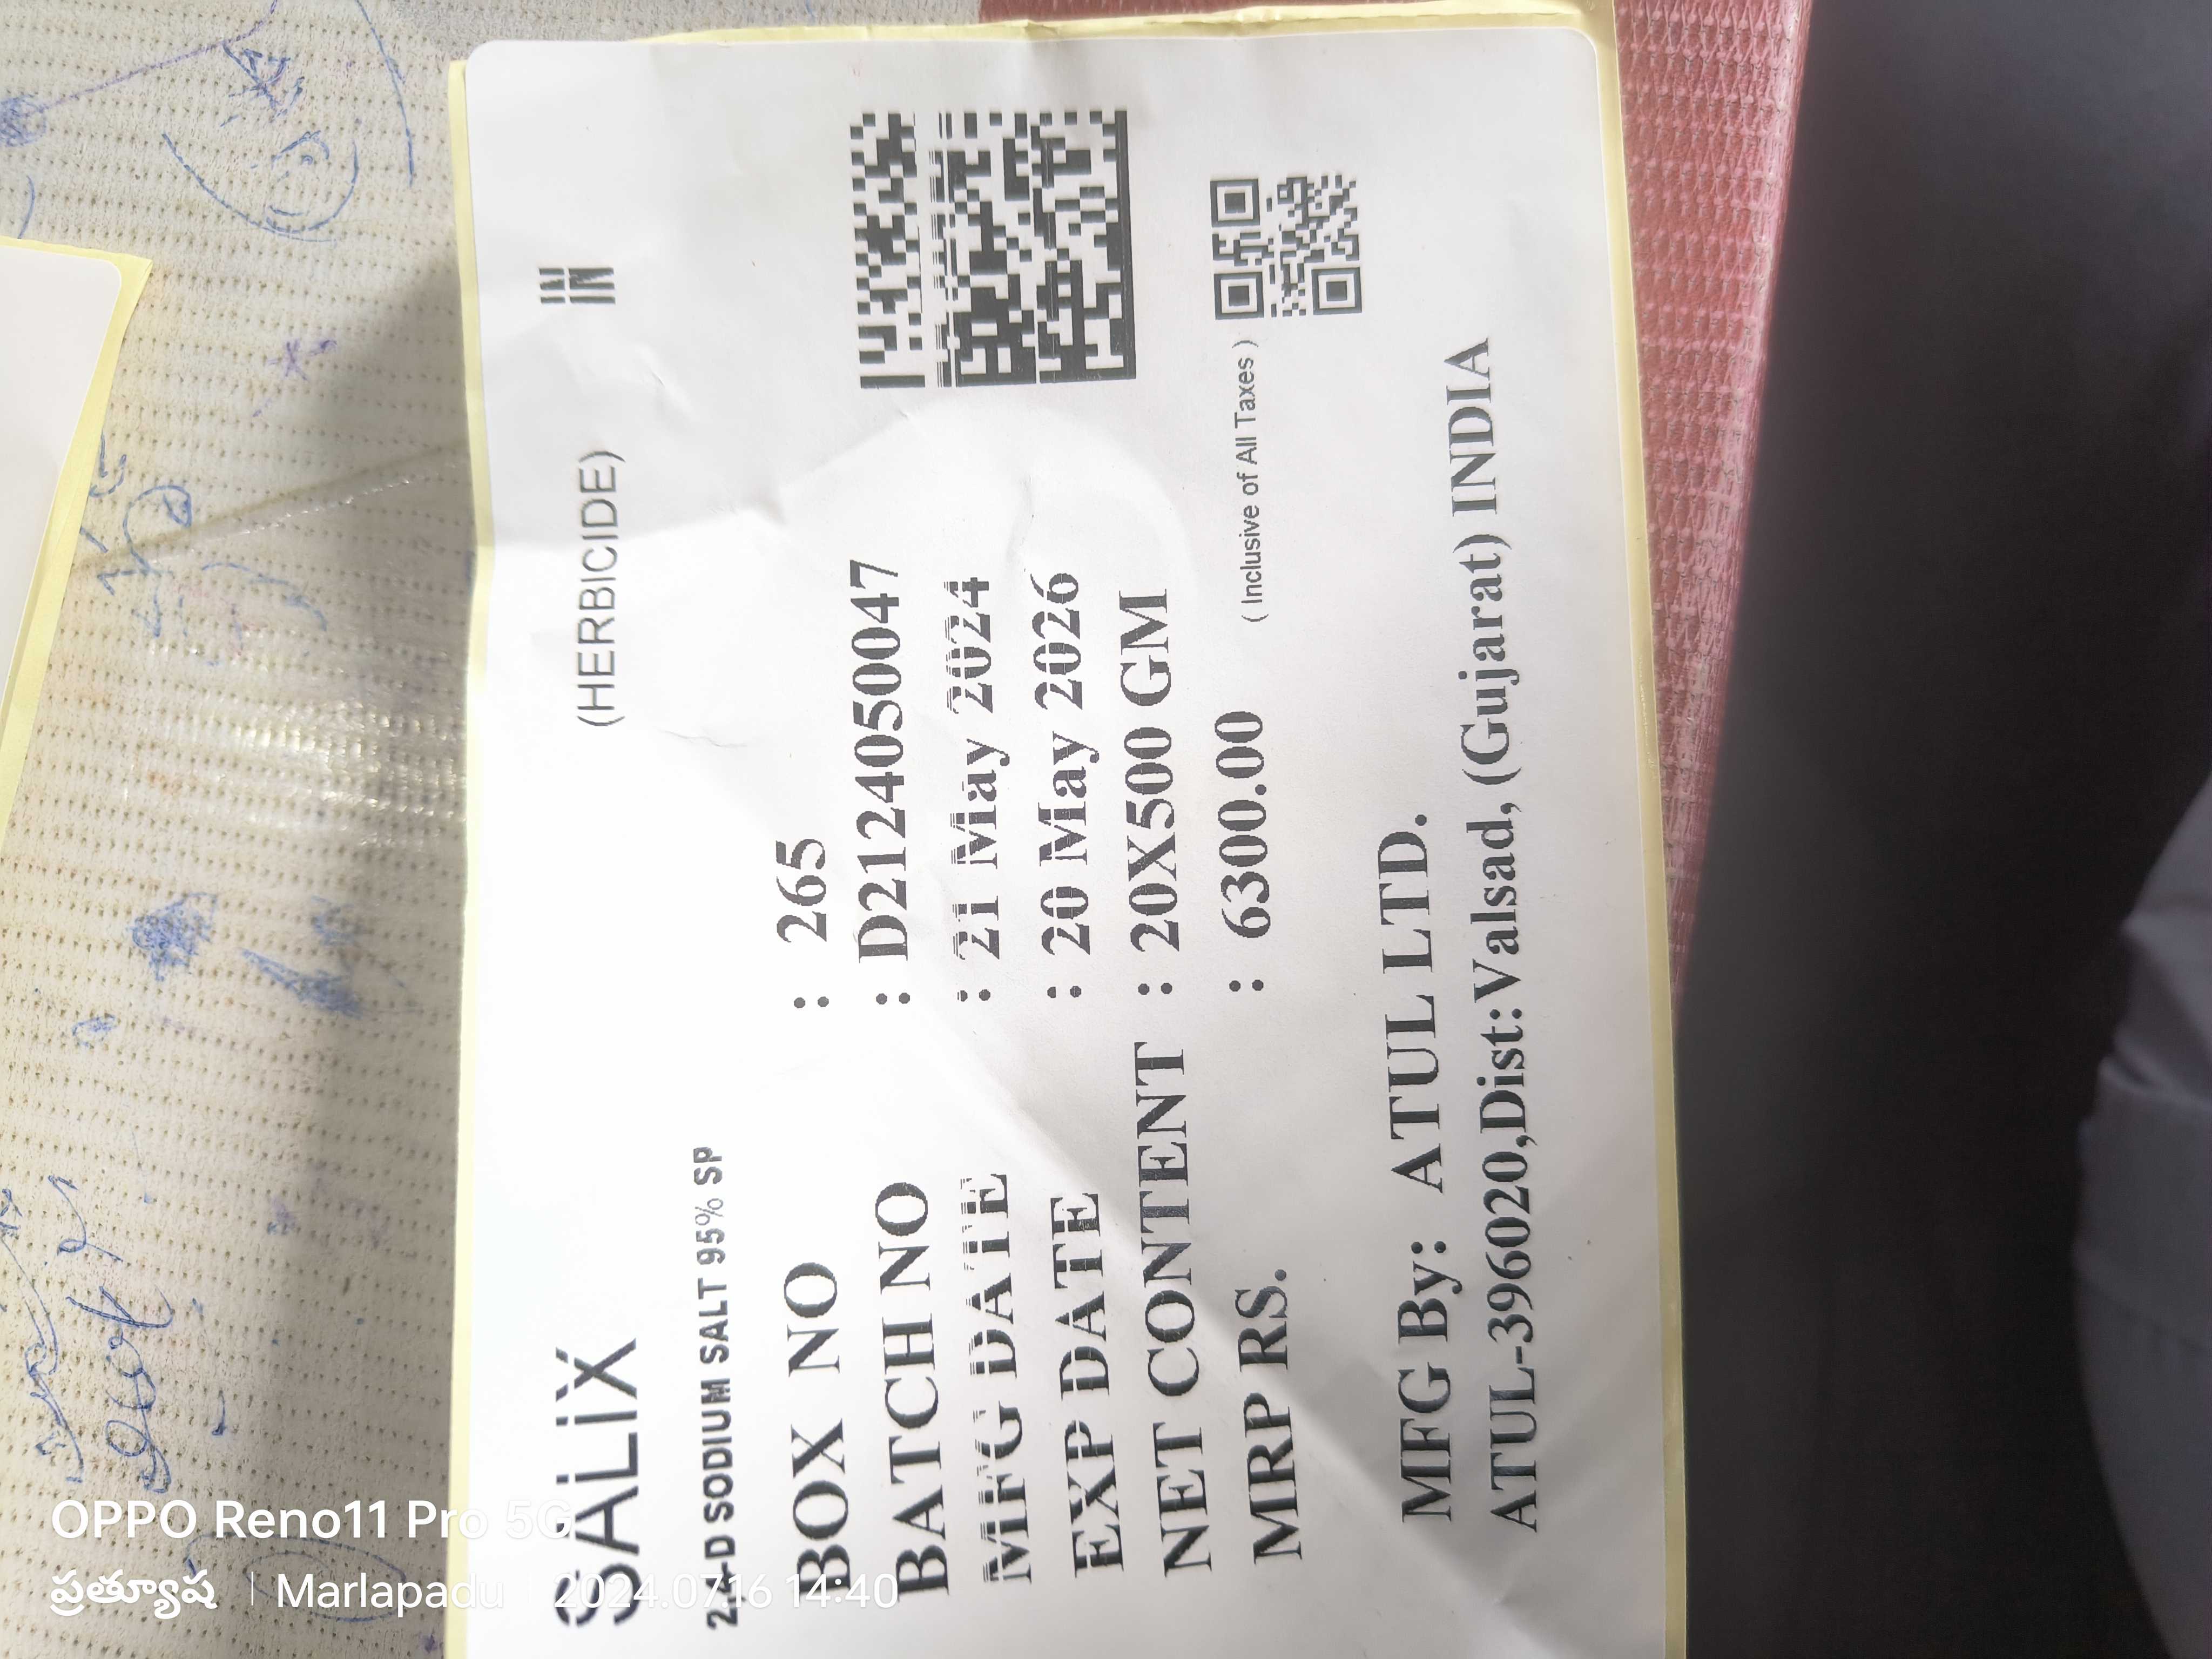 SALIX (HERBICIDE) IN
2,4-D SODIUM SALT 95% SP
BOX NO : 265
BATCH NO : D2124050047
MFG DATE : 21 May 2024
EXP DATE : 20 May 2026
NET CONTENT : 20X500 GM
MRP RS. : 6300.00 ( Inclusive of All Taxes )
MFG By: ATUL LTD.
ATUL-396020,Dist: Valsad, (Gujarat) INDIA
OPPO Reno11 Pro 5G
ప్రత్యూష | Marlapadu | 2024.07.16 14:40